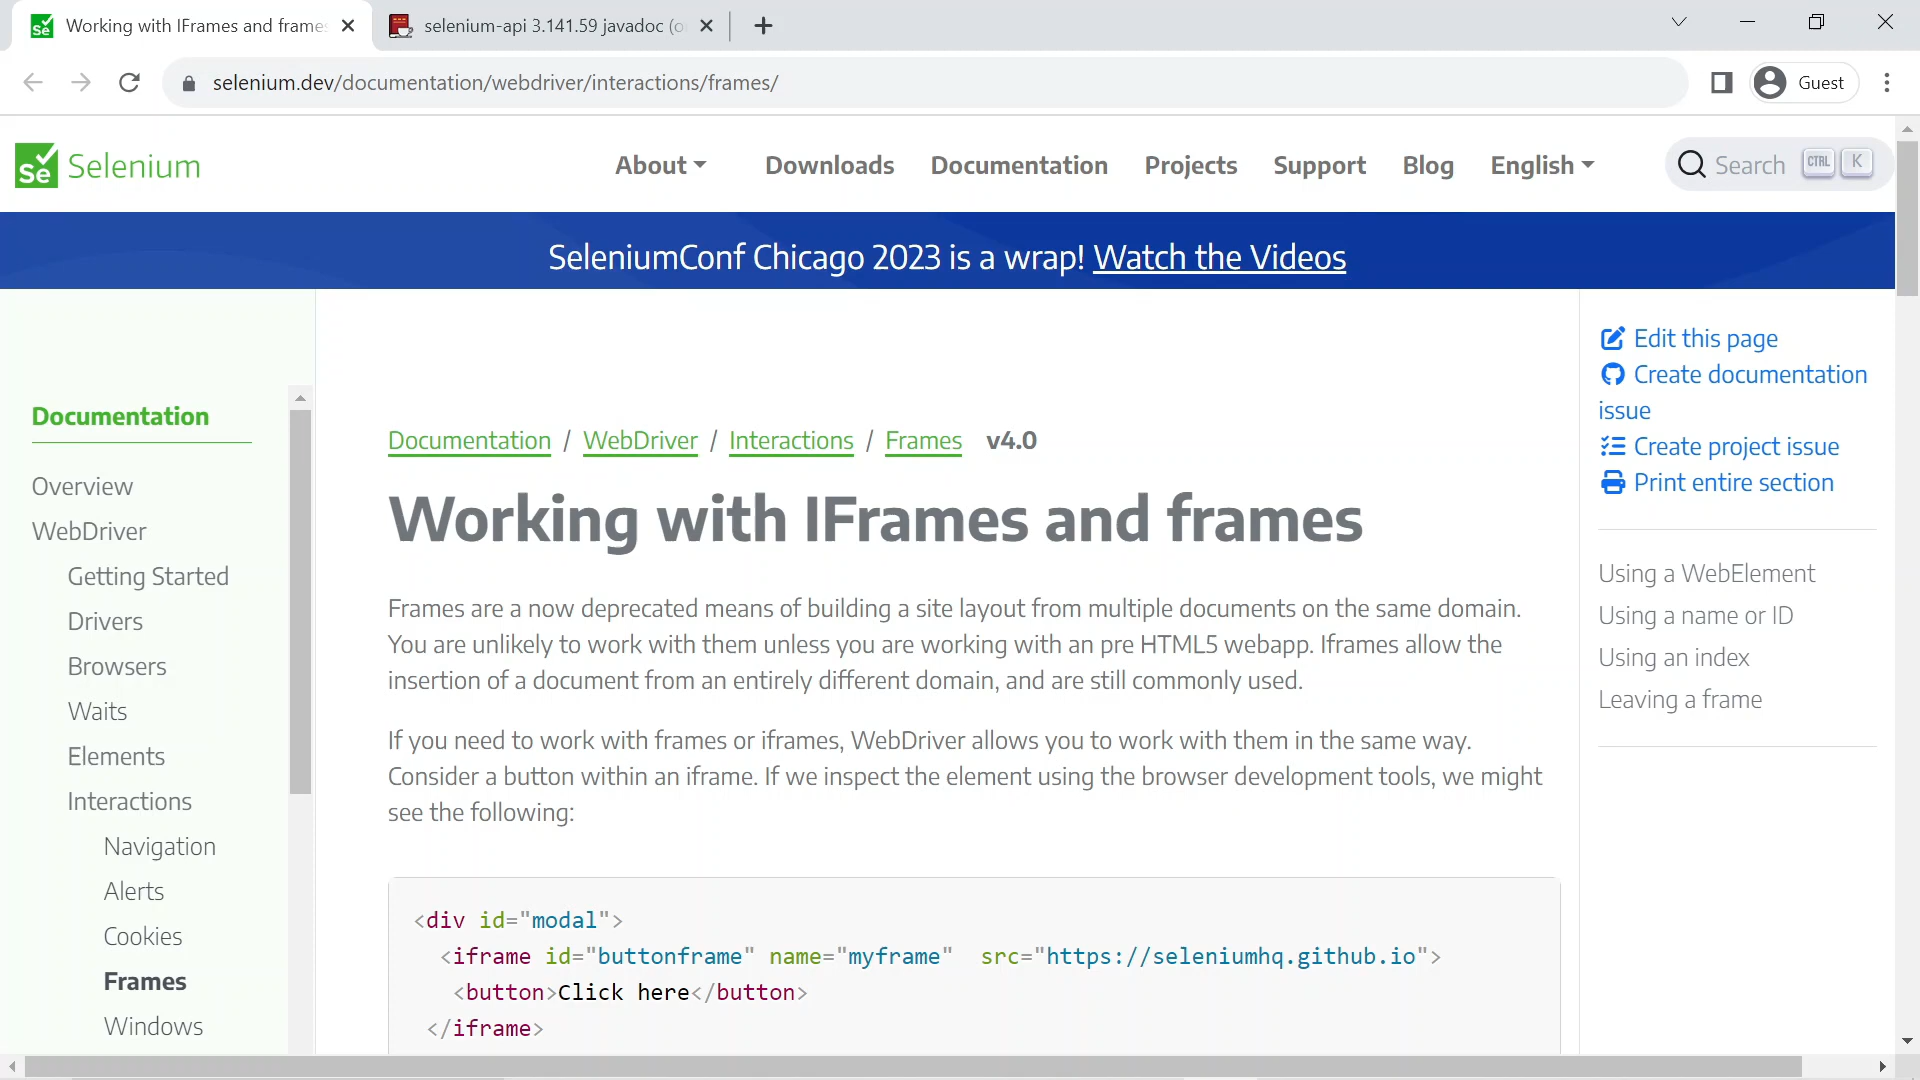 Working with IFrames and frames
selenium-api 3.141.59 javadoc (o
selenium.dev/documentation/webdriver/interactions/frames/
Guest
Se Selenium
About
Downloads
Documentation
Projects
Support
Blog
English
Search CTRL K
SeleniumConf Chicago 2023 is a wrap! Watch the Videos
Documentation
Overview
WebDriver
Getting Started
Drivers
Browsers
Waits
Elements
Interactions
Navigation
Alerts
Cookies
Frames
Windows
Documentation / WebDriver / Interactions / Frames v4.0
Working with IFrames and frames
Frames are a now deprecated means of building a site layout from multiple documents on the same domain.
You are unlikely to work with them unless you are working with an pre HTML5 webapp. Iframes allow the
insertion of a document from an entirely different domain, and are still commonly used.
If you need to work with frames or iframes, WebDriver allows you to work with them in the same way.
Consider a button within an iframe. If we inspect the element using the browser development tools, we might
see the following:
<div id="modal">
<iframe id="buttonframe" name="myframe"  src="https://seleniumhq.github.io">
<button>Click here</button>
</iframe>
Edit this page
Create documentation
issue
Create project issue
Print entire section
Using a WebElement
Using a name or ID
Using an index
Leaving a frame